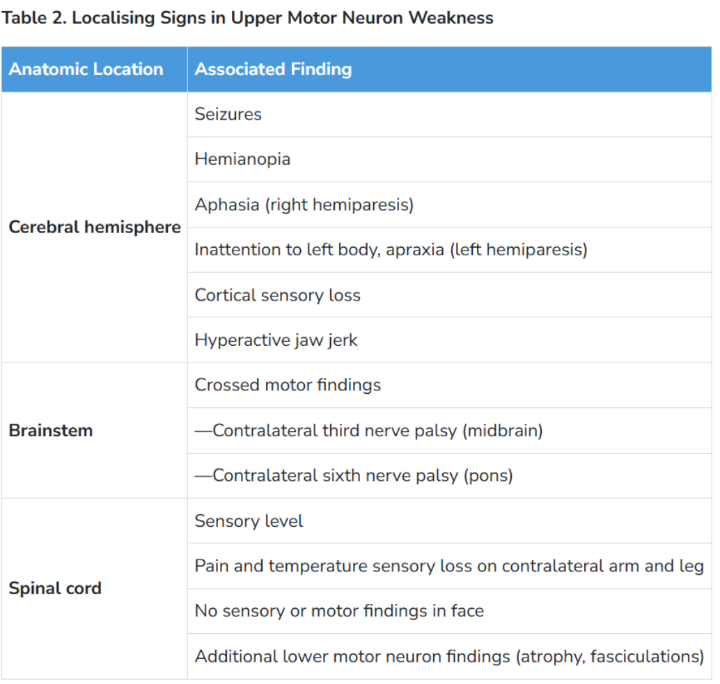 Table 2. Localising Signs in Upper Motor Neuron Weakness
Anatomic Location Associated Finding
Cerebral hemisphere
Seizures
Hemianopia
Aphasia (right hemiparesis)
Inattention to left body, apraxia (left hemiparesis)
Cortical sensory loss
Hyperactive jaw jerk
Brainstem
Crossed motor findings
—Contralateral third nerve palsy (midbrain)
—Contralateral sixth nerve palsy (pons)
Spinal cord
Sensory level
Pain and temperature sensory loss on contralateral arm and leg
No sensory or motor findings in face
Additional lower motor neuron findings (atrophy, fasciculations)